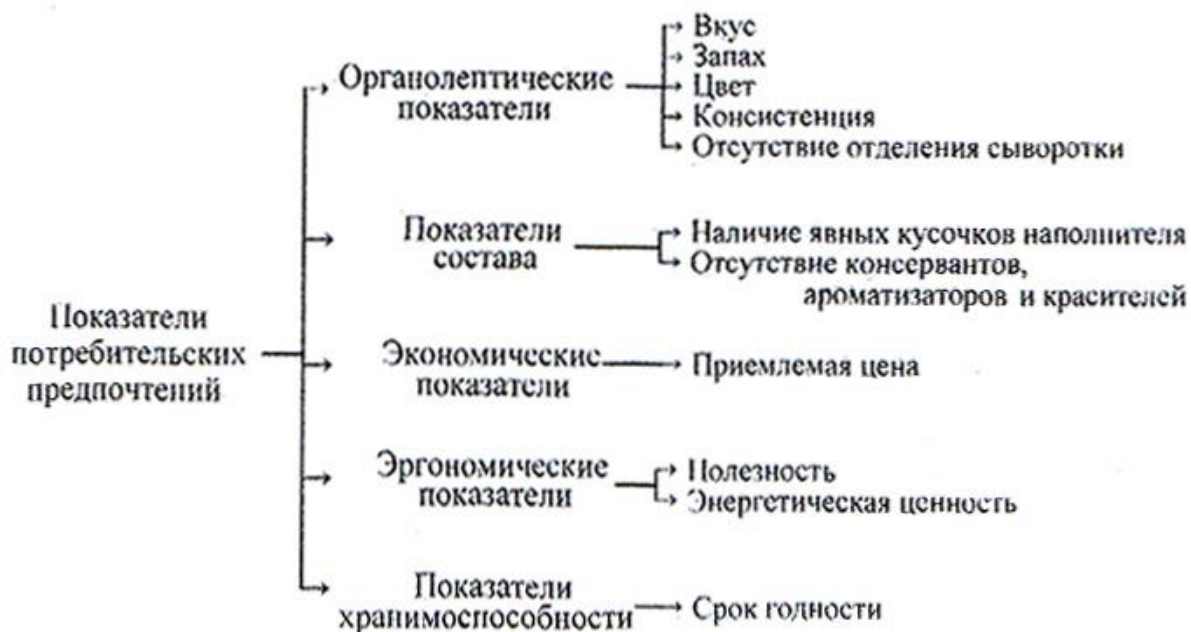 Показатели
потребительских
предпочтений
Органолептические
показатели
Вкус
Запах
Цвет
Консистенция
Отсутствие отделения сыворотки
Показатели
состава
Наличие явных кусочков наполнителя
Отсутствие консервантов,
ароматизаторов и красителей
Экономические
показатели
Приемлемая цена
Эргономические
показатели
Полезность
Энергетическая ценность
Показатели
хранимоспособности
Срок годности